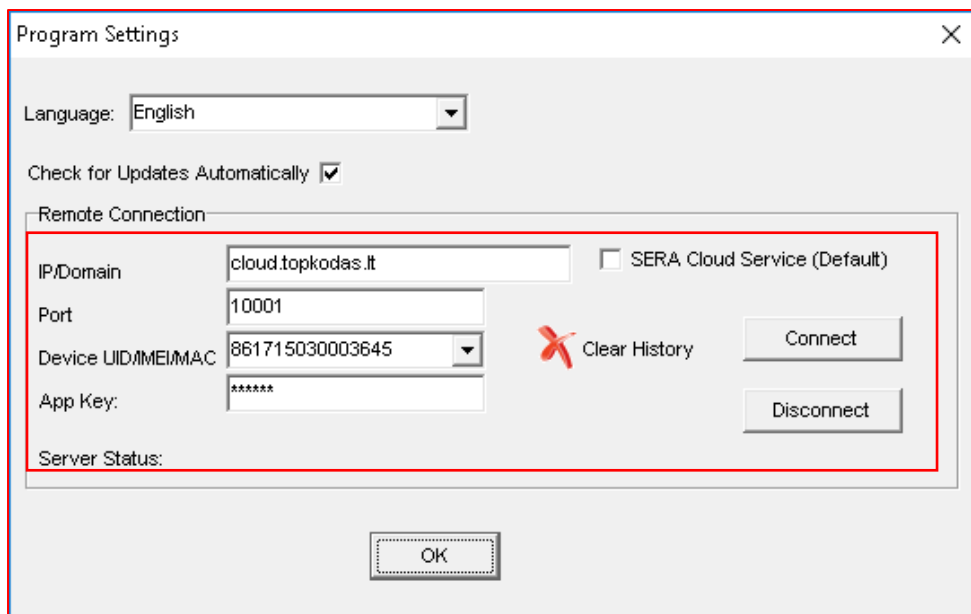 Program Settings
Language: English
Check for Updates Automatically
Remote Connection
IP/Domain cloud.topkodas.lt SERA Cloud Service (Default)
Port 10001
Device UID/IMEI/MAC 861715030003645 Clear History Connect
App Key: ****** Disconnect
Server Status:
OK